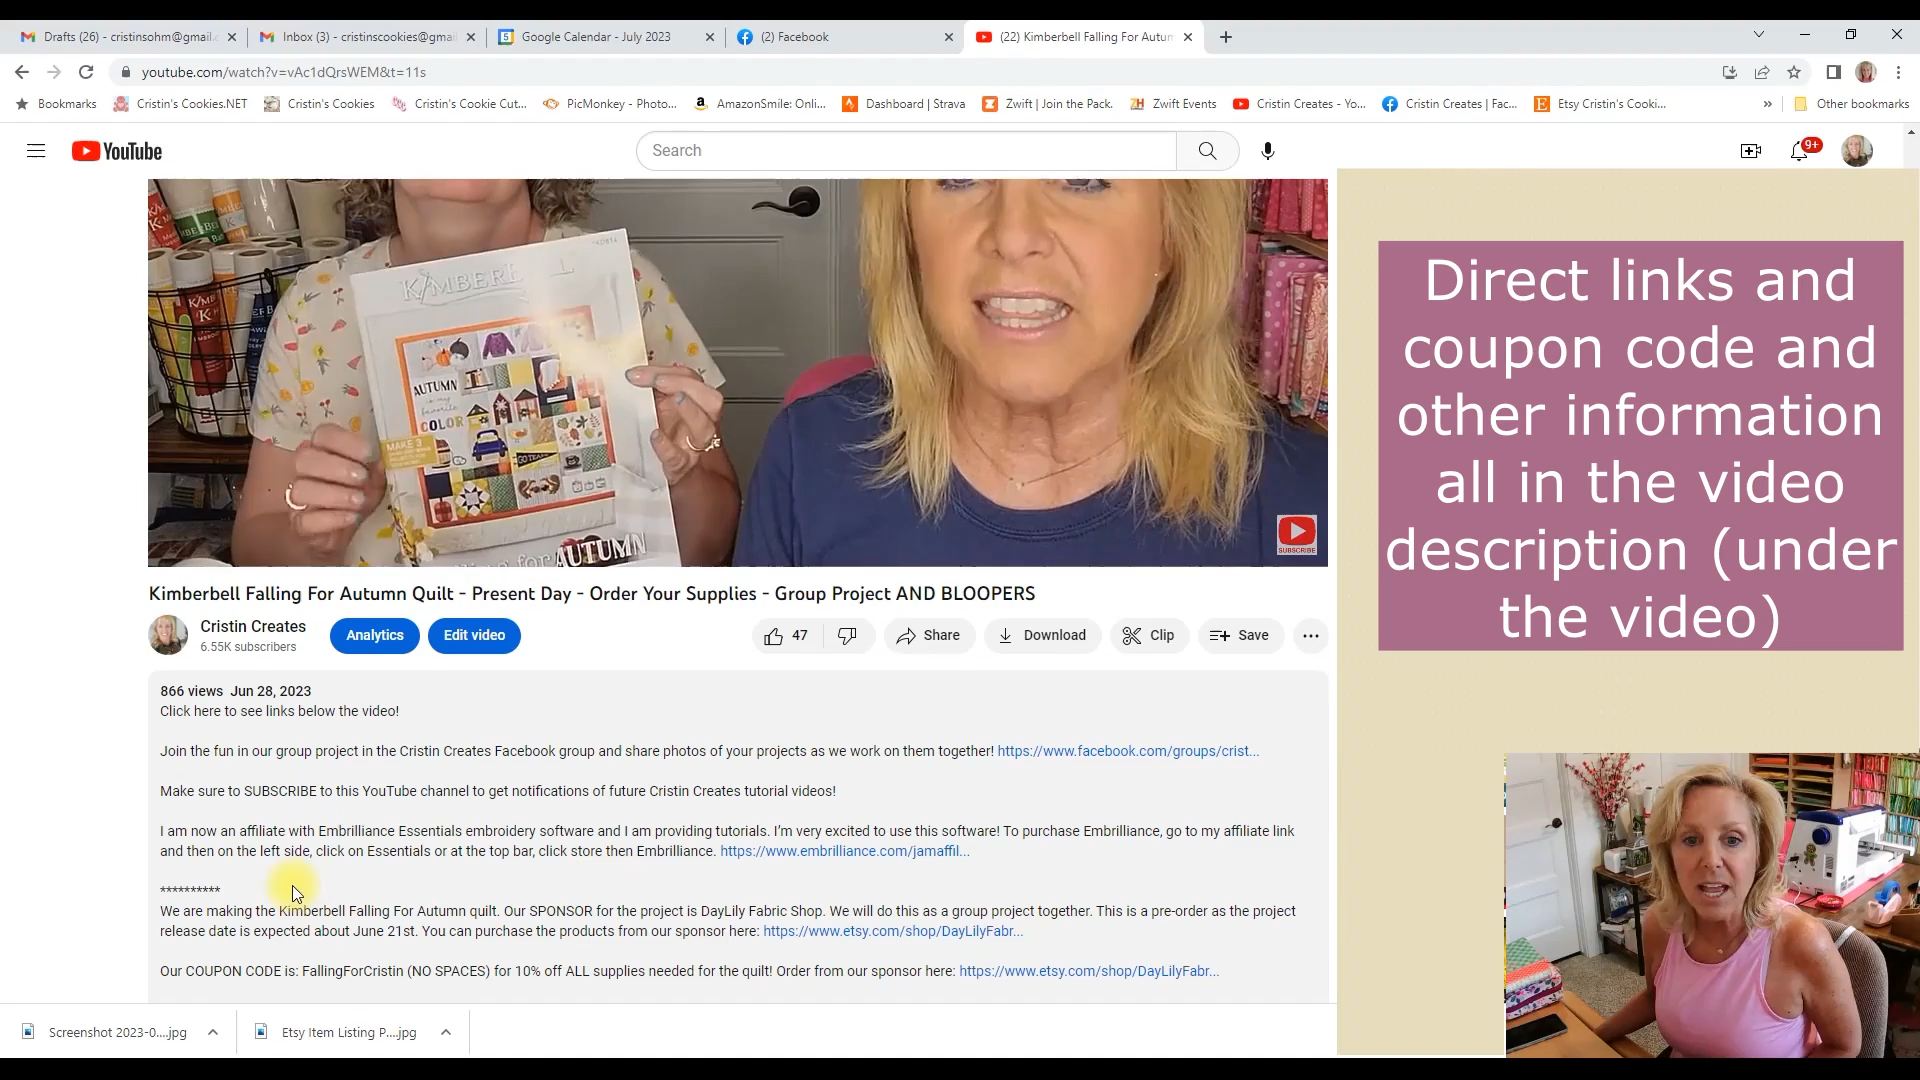 Drafts (26) - cristinsohm@gmail.c
Inbox (3) - cristinscookies@gmail
Google Calendar - July 2023
(2) Facebook
(22) Kimberbell Falling For Autum
youtube.com/watch?v=vAc1dQrsWEM&t=11s
Bookmarks
Cristin's Cookies.NET
Cristin's Cookies
Cristin's Cookie Cut...
PicMonkey - Photo...
AmazonSmile: Onli...
Dashboard | Strava
Zwift | Join the Pack.
Zwift Events
Cristin Creates - Yo...
Cristin Creates | Fac...
Etsy Cristin's Cooki...
»
Other bookmarks
YouTube
Search
9+
KIMBERBELL
AUTUMN
is my
favorite
COLOR
MAKE 3
GO TEAM
for AUTUMN
SUBSCRIBE
Direct links and
coupon code and
other information
all in the video
description (under
the video)
Kimberbell Falling For Autumn Quilt - Present Day - Order Your Supplies - Group Project AND BLOOPERS
Cristin Creates
6.55K subscribers
Analytics
Edit video
47
Share
Download
Clip
Save
866 views Jun 28, 2023
Click here to see links below the video!
Join the fun in our group project in the Cristin Creates Facebook group and share photos of your projects as we work on them together! https://www.facebook.com/groups/crist...
Make sure to SUBSCRIBE to this YouTube channel to get notifications of future Cristin Creates tutorial videos!
I am now an affiliate with Embrilliance Essentials embroidery software and I am providing tutorials. I'm very excited to use this software! To purchase Embrilliance, go to my affiliate link
and then on the left side, click on Essentials or at the top bar, click store then Embrilliance. https://www.embrilliance.com/jamaffil...
**********
We are making the Kimberbell Falling For Autumn quilt. Our SPONSOR for the project is DayLily Fabric Shop. We will do this as a group project together. This is a pre-order as the project
release date is expected about June 21st. You can purchase the products from our sponsor here: https://www.etsy.com/shop/DayLilyFabr...
Our COUPON CODE is: FallingForCristin (NO SPACES) for 10% off ALL supplies needed for the quilt! Order from our sponsor here: https://www.etsy.com/shop/DayLilyFabr...
Screenshot 2023-0....jpg
Etsy Item Listing P....jpg